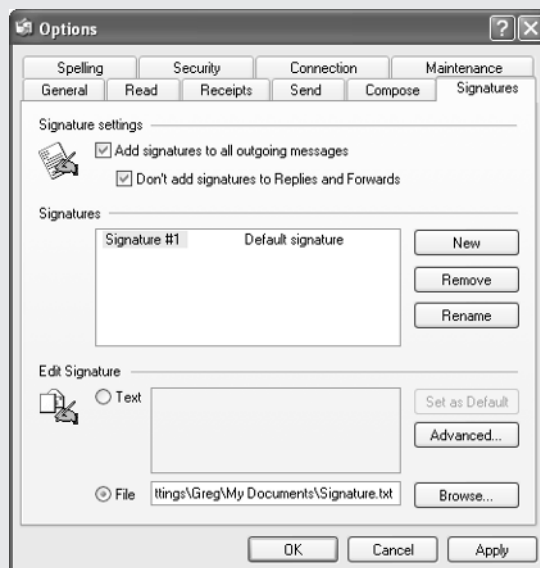 Options
Spelling Security Connection Maintenance
General Read Receipts Send Compose Signatures
Signature settings
Add signatures to all outgoing messages
Don't add signatures to Replies and Forwards
Signatures
Signature #1 Default signature
New
Remove
Rename
Edit Signature
Text
Set as Default
Advanced...
File ttings\Greg\My Documents\Signature.txt Browse...
OK Cancel Apply